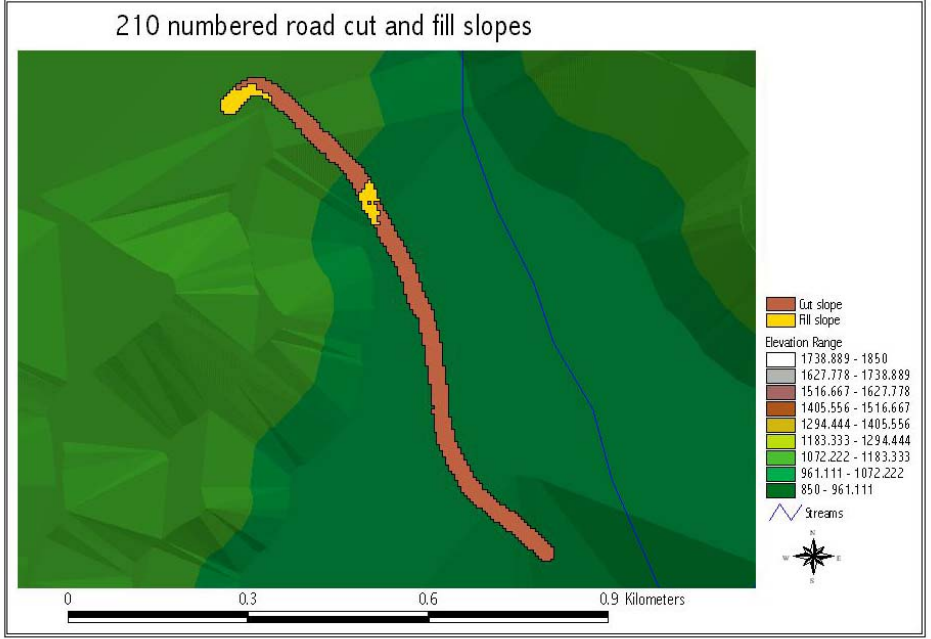 210 numbered road cut and fill slopes
Cut slope
Fill slope
Elevation Range
1738.889 - 1850
1627.778 - 1738.889
1516.667 - 1627.778
1405.556 - 1516.667
1294.444 - 1405.556
1183.333 - 1294.444
1072.222 - 1183.333
961.111 - 1072.222
850 - 961.111
Streams
N
W E
S
0 0.3 0.6 0.9 Kilometers